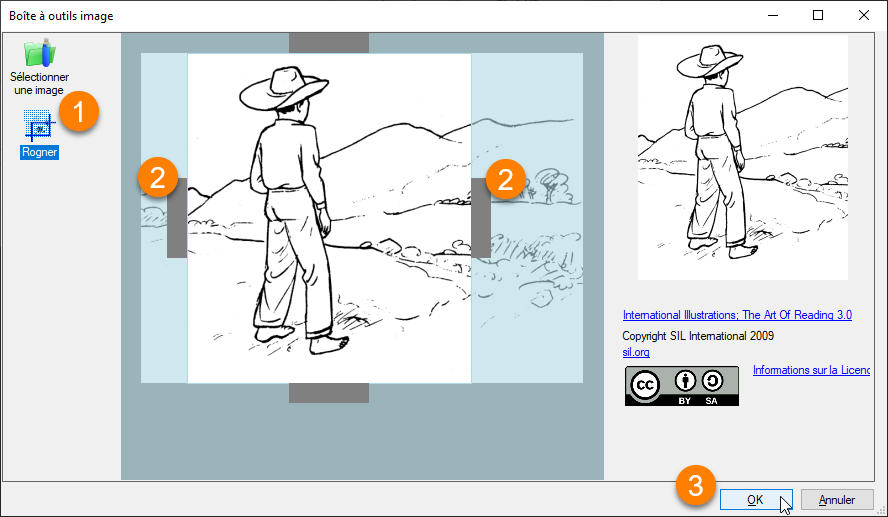 Boîte à outils image
Sélectionner
une image
1
Rogner
2
2
International Illustrations; The Art Of Reading 3.0
Copyright SIL International 2009
sil.org
cc BY SA
Informations sur la Licenc
3
OK
Annuler